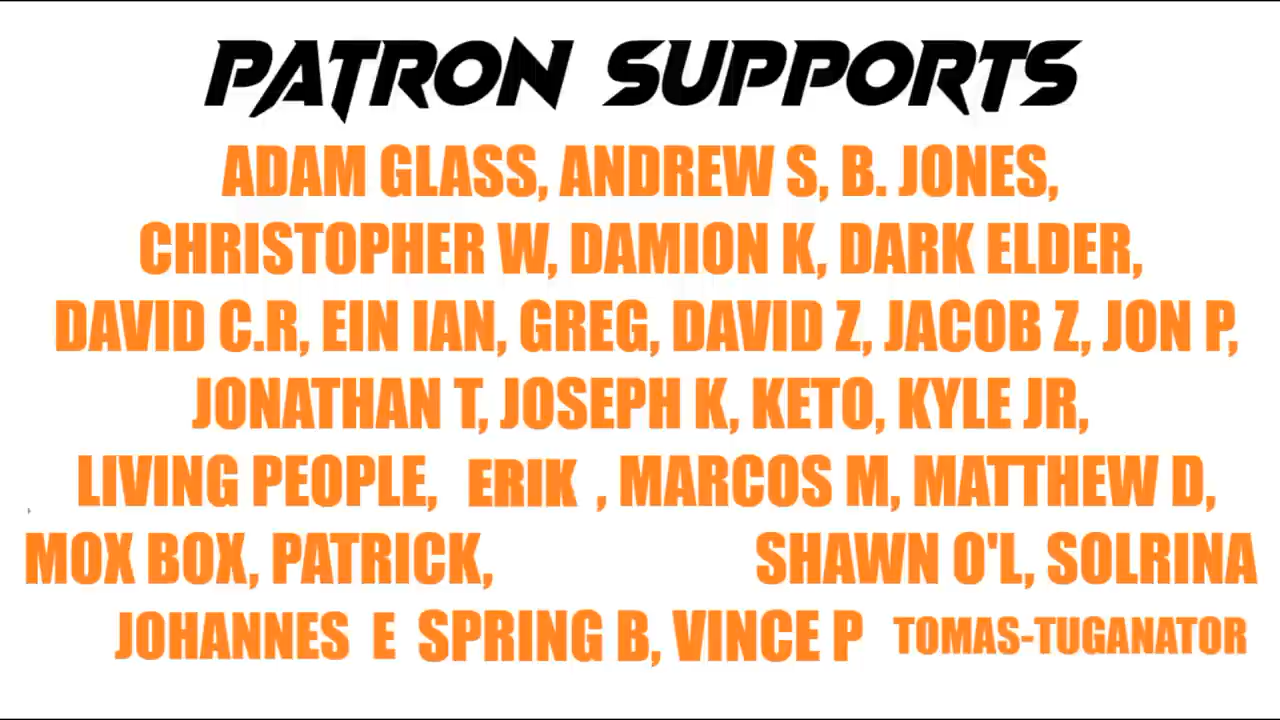 PATRON SUPPORTS
ADAM GLASS, ANDREW S, B. JONES,
CHRISTOPHER W, DAMION K, DARK ELDER,
DAVID C.R, EIN IAN, GREG, DAVID Z, JACOB Z, JON P,
JONATHAN T, JOSEPH K, KETO, KYLE JR,
LIVING PEOPLE, ERIK , MARCOS M, MATTHEW D,
MOX BOX, PATRICK, SHAWN O'L, SOLRINA
JOHANNES E SPRING B, VINCE P TOMAS-TUGANATOR